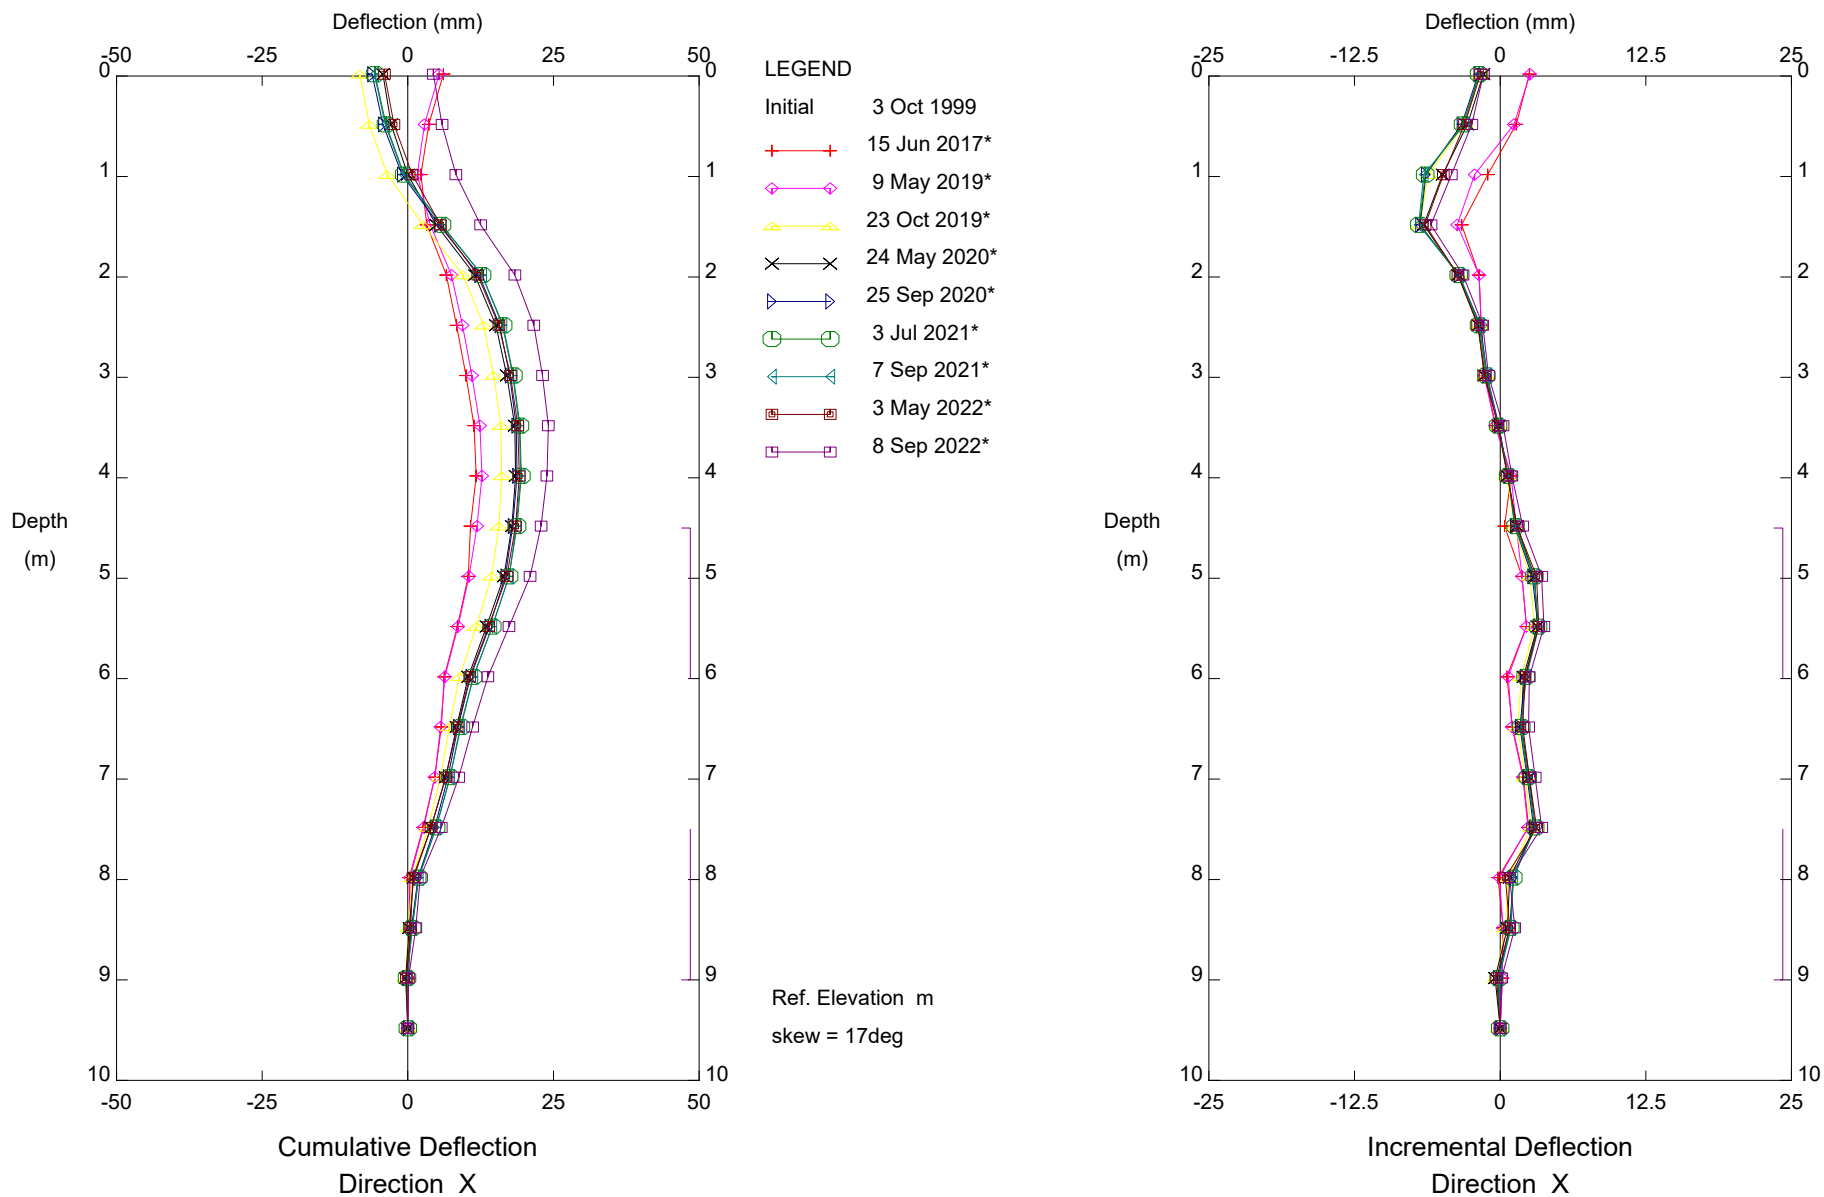 Deflection (mm)
-50 -25 0 25 50
0 0
1 1
2 2
3 3
4 4
5 5
6 6
7 7
8 8
9 9
10 10
-50 -25 0 25 50
Depth
(m)
Cumulative Deflection
Direction X
LEGEND
Initial 3 Oct 1999
15 Jun 2017*
9 May 2019*
23 Oct 2019*
24 May 2020*
25 Sep 2020*
3 Jul 2021*
7 Sep 2021*
3 May 2022*
8 Sep 2022*
Ref. Elevation m
skew = 17deg
Deflection (mm)
-25 -12.5 0 12.5 25
0 0
1 1
2 2
3 3
4 4
5 5
6 6
7 7
8 8
9 9
10 10
-25 -12.5 0 12.5 25
Depth
(m)
Incremental Deflection
Direction X